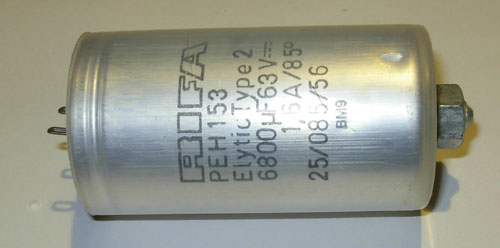 RIFA
PEH 153
Elytic Type 2
6800µF 63V⎓
1,6A/85°
25/085/56
BM9